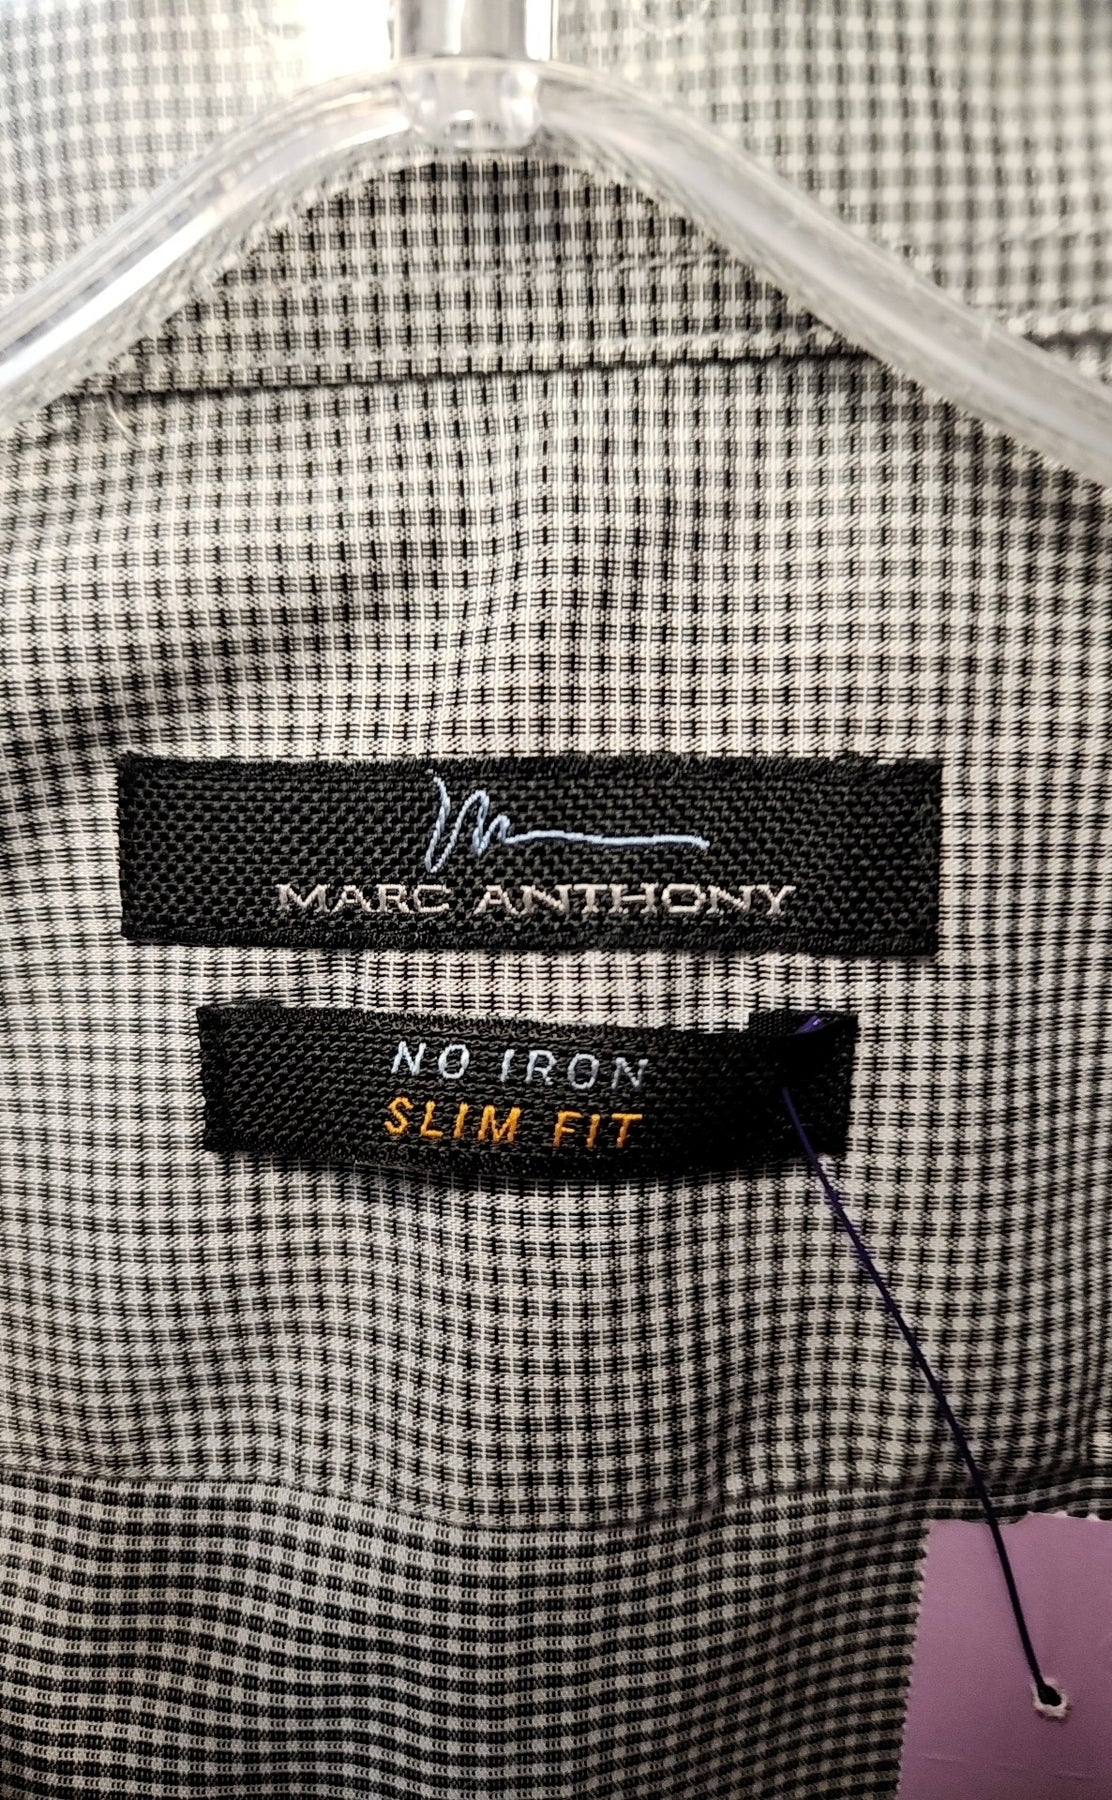 MARC ANTHONY
NO IRON
SLIM FIT